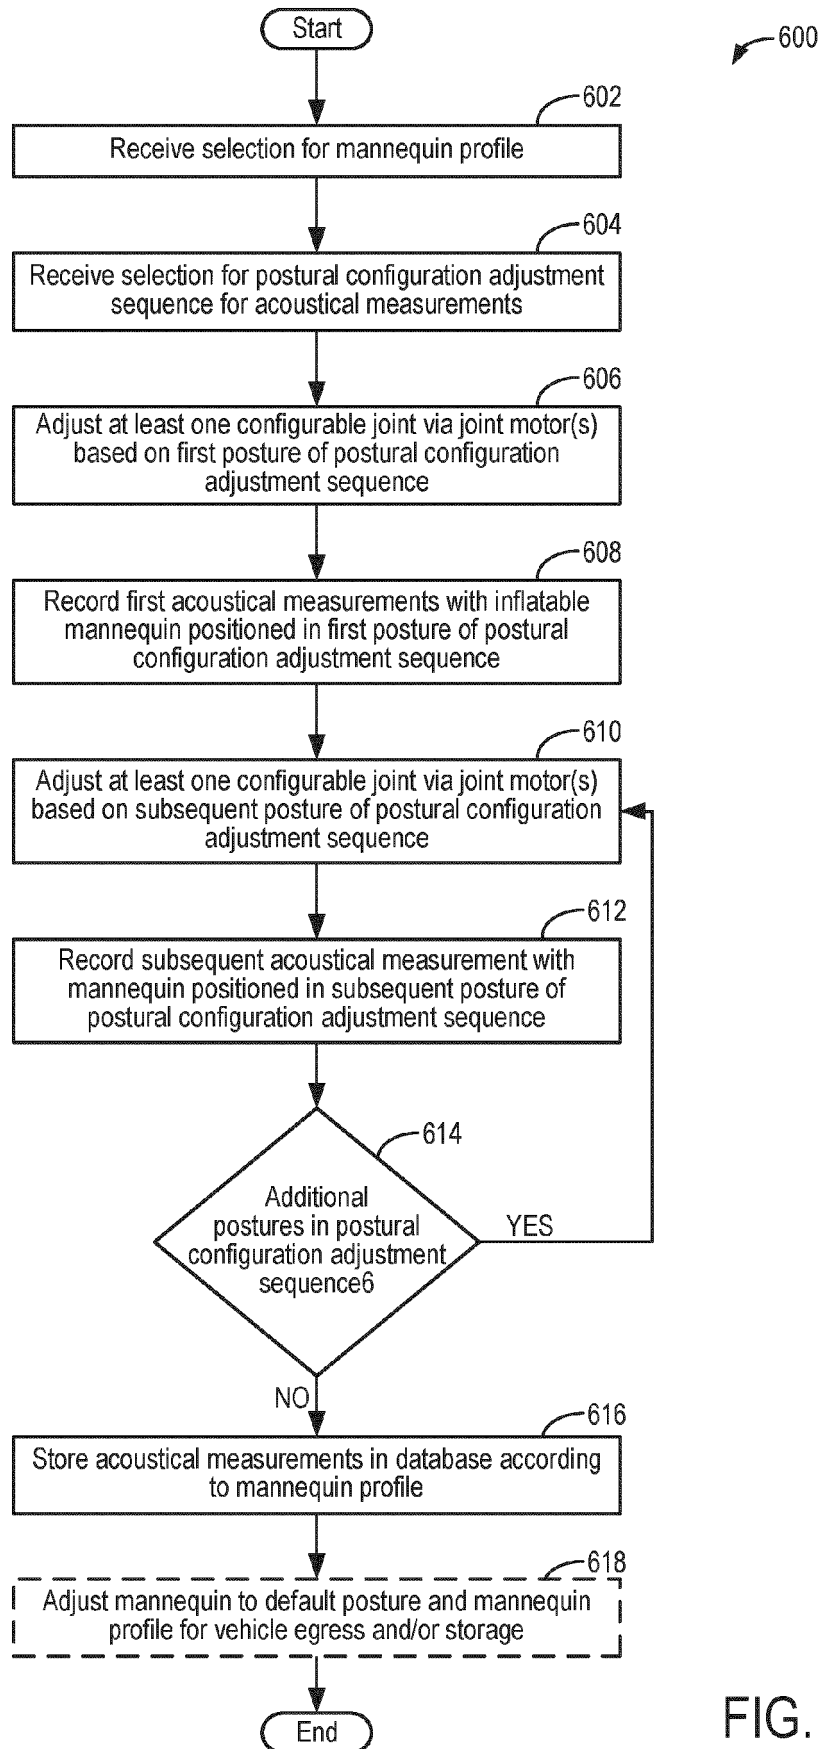 Start
600
602
Receive selection for mannequin profile
604
Receive selection for postural configuration adjustment
sequence for acoustical measurements
606
Adjust at least one configurable joint via joint motor(s)
based on first posture of postural configuration
adjustment sequence
608
Record first acoustical measurements with inflatable
mannequin positioned in first posture of postural
configuration adjustment sequence
610
Adjust at least one configurable joint via joint motor(s)
based on subsequent posture of postural configuration
adjustment sequence
612
Record subsequent acoustical measurement with
mannequin positioned in subsequent posture of
postural configuration adjustment sequence
614
Additional
postures in postural
configuration adjustment
sequence6
YES
NO
616
Store acoustical measurements in database according
to mannequin profile
618
Adjust mannequin to default posture and mannequin
profile for vehicle egress and/or storage
End
FIG.